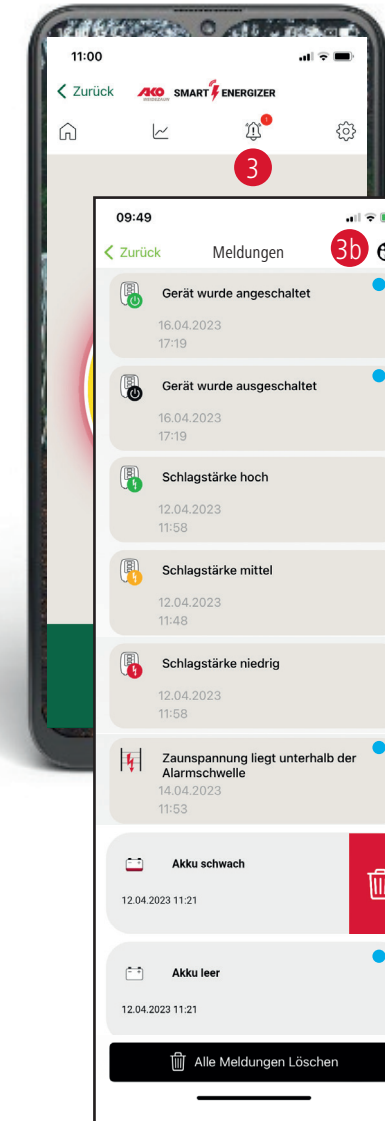 11:00
Zurück
AKO
SMART ENERGIZER
!
3
09:49
Zurück
Meldungen
3b
Gerät wurde angeschaltet
16.04.2023
17:19
Gerät wurde ausgeschaltet
16.04.2023
17:19
Schlagstärke hoch
12.04.2023
11:58
Schlagstärke mittel
12.04.2023
11:48
Schlagstärke niedrig
12.04.2023
11:58
Zaunspannung liegt unterhalb der
Alarmschwelle
14.04.2023
11:53
Akku schwach
12.04.2023 11:21
Akku leer
12.04.2023 11:21
Alle Meldungen Löschen